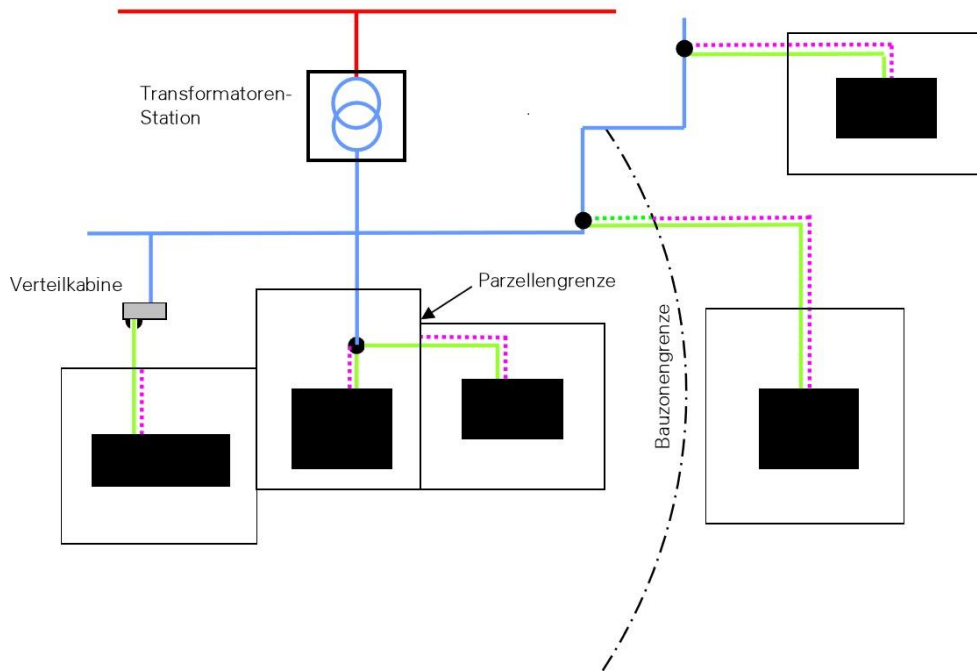 Transformatoren-
Station
Verteilkabine
Parzellengrenze
Bauzonengrenze